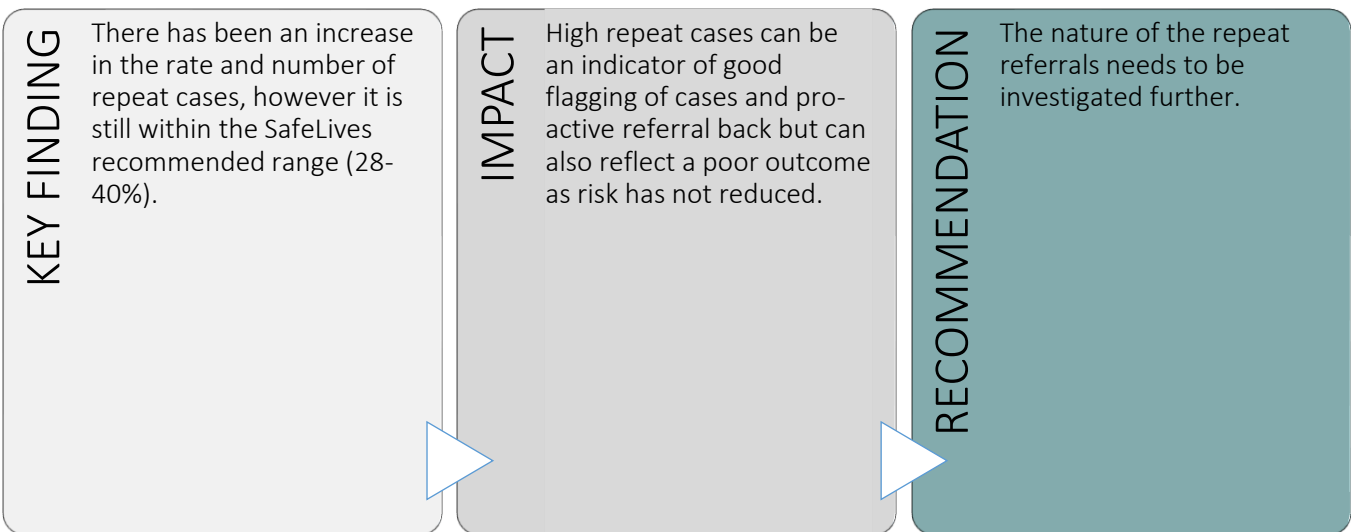 KEY FINDING
There has been an increase
in the rate and number of
repeat cases, however it is
still within the SafeLives
recommended range (28-
40%).
IMPACT
High repeat cases can be
an indicator of good
flagging of cases and pro-
active referral back but can
also reflect a poor outcome
as risk has not reduced.
RECOMMENDATION
The nature of the repeat
referrals needs to be
investigated further.